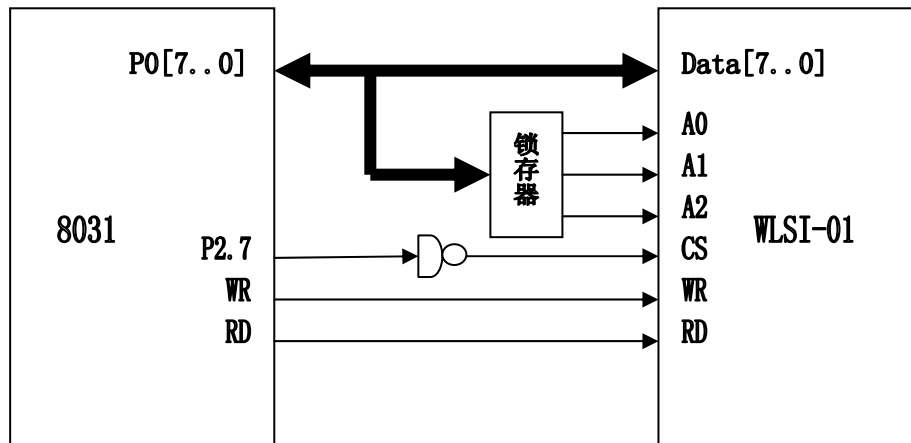 P0[7..0]
8031
P2.7
WR
RD
锁存器
Data[7..0]
A0
A1
A2
CS
WR
RD
WLSI-01